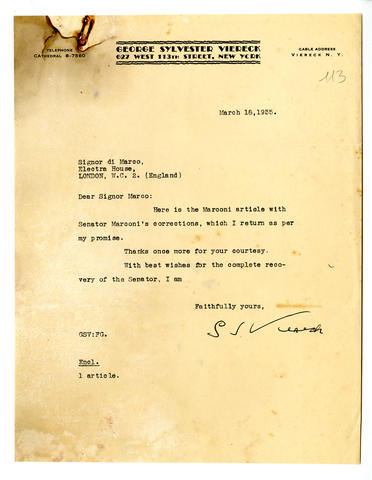 TELEPHONE
CATHEDRAL 8-7560
GEORGE SYLVESTER VIERECK
627 WEST 113TH STREET, NEW YORK
CABLE ADDRESS
VIERECK N. Y.
113
March 18, 1935.
Signor di Marco,
Electra House,
LONDON, W.C. 2. (England)
Dear Signor Marco:
Here is the Marconi article with
Senator Marconi's corrections, which I return as per
my promise.
Thanks once more for your courtesy.
With best wishes for the complete reco-
very of the Senator, I am
Faithfully yours,
G S Viereck
GSV:FG.
Encl.
1 article.